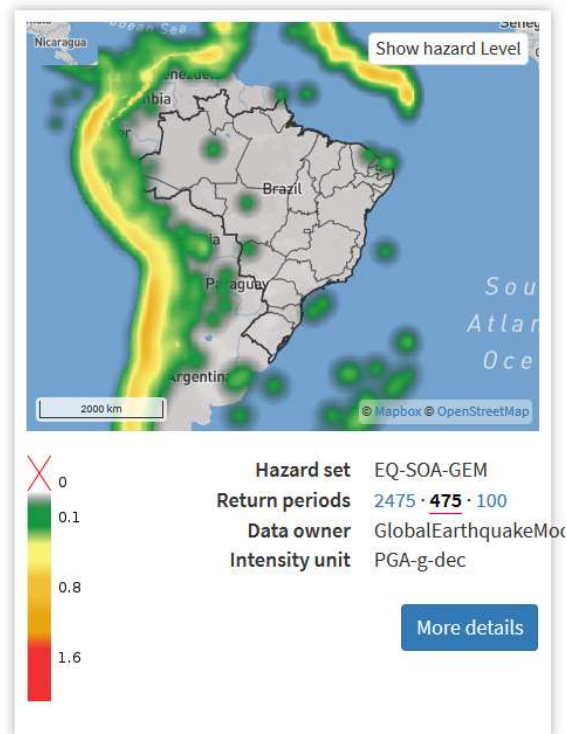 Nicaragua
Show hazard Level
Brazil
Paraguay
Argentin
Sou
Atlan
Oce
2000 km
© Mapbox © OpenStreetMap
0
0.1
0.8
1.6
Hazard set EQ-SOA-GEM
Return periods 2475 · 475 · 100
Data owner GlobalEarthquakeMod
Intensity unit PGA-g-dec
More details